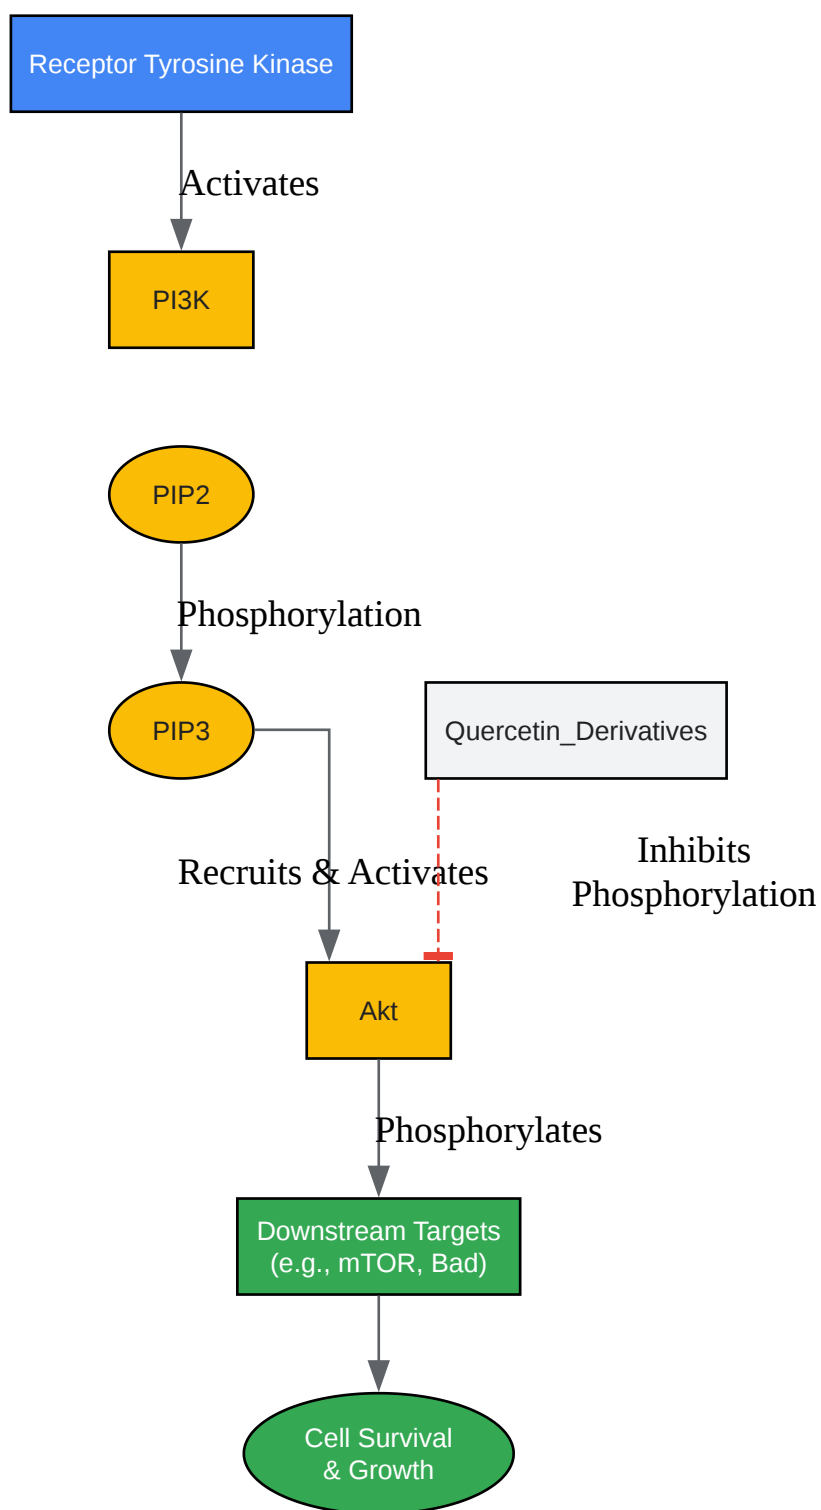 Receptor Tyrosine Kinase
Activates
PI3K
PIP2
Phosphorylation
PIP3
Quercetin_Derivatives
Inhibits
Phosphorylation
Recruits & Activates
Akt
Phosphorylates
Downstream Targets
(e.g., mTOR, Bad)
Cell Survival
& Growth